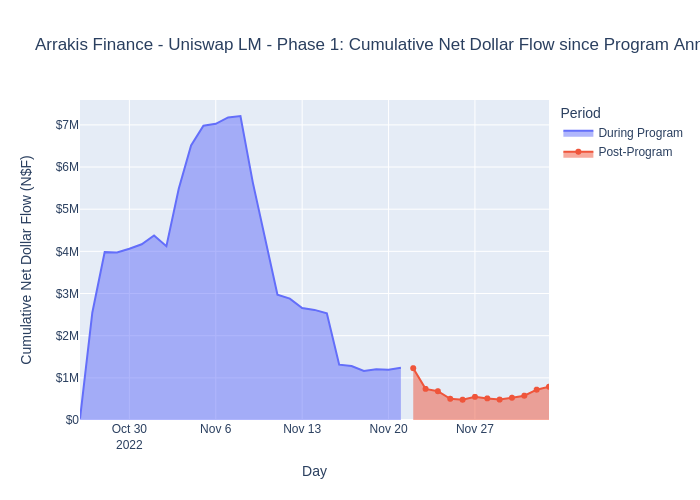 Arrakis Finance - Uniswap LM - Phase 1: Cumulative Net Dollar Flow since Program Ann
Period
During Program
Post-Program
Cumulative Net Dollar Flow (N$F)
$7M
$6M
$5M
$4M
$3M
$2M
$1M
$0
Oct 30
2022
Nov 6
Nov 13
Nov 20
Nov 27
Day